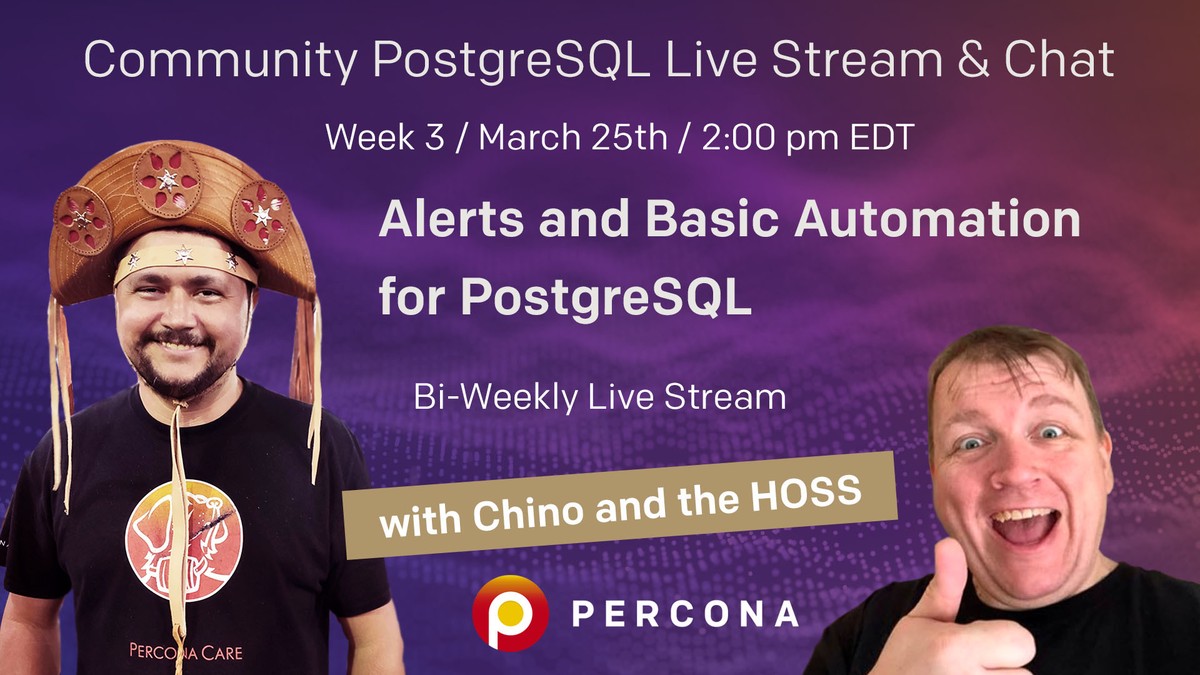 Community PostgreSQL Live Stream & Chat
Week 3 / March 25th / 2:00 pm EDT
Alerts and Basic Automation
for PostgreSQL
Bi-Weekly Live Stream
with Chino and the HOSS
PERCONA
PERCONA CARE